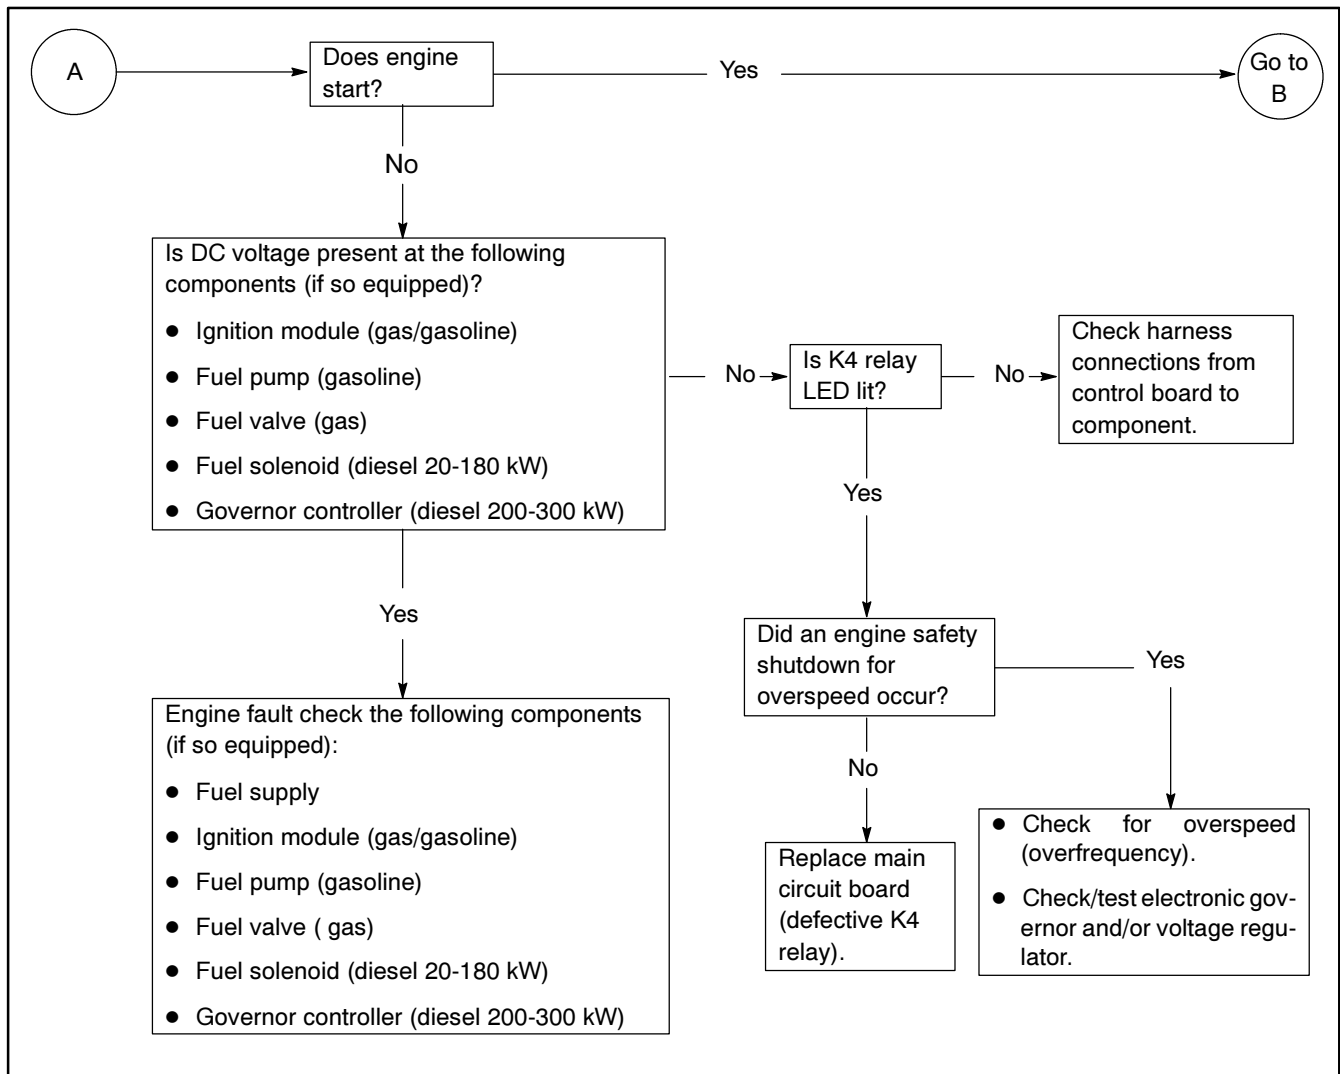 A
Does engine
start?
Yes
Go to
B
No
Is DC voltage present at the following
components (if so equipped)?
● Ignition module (gas/gasoline)
● Fuel pump (gasoline)
● Fuel valve (gas)
● Fuel solenoid (diesel 20-180 kW)
● Governor controller (diesel 200-300 kW)
No
Is K4 relay
LED lit?
No
Check harness
connections from
control board to
component.
Yes
Yes
Did an engine safety
shutdown for
overspeed occur?
Yes
No
Engine fault check the following components
(if so equipped):
● Fuel supply
● Ignition module (gas/gasoline)
● Fuel pump (gasoline)
● Fuel valve ( gas)
● Fuel solenoid (diesel 20-180 kW)
● Governor controller (diesel 200-300 kW)
Replace main
circuit board
(defective K4
relay).
● Check for overspeed
(overfrequency).
● Check/test electronic gov-
ernor and/or voltage regu-
lator.